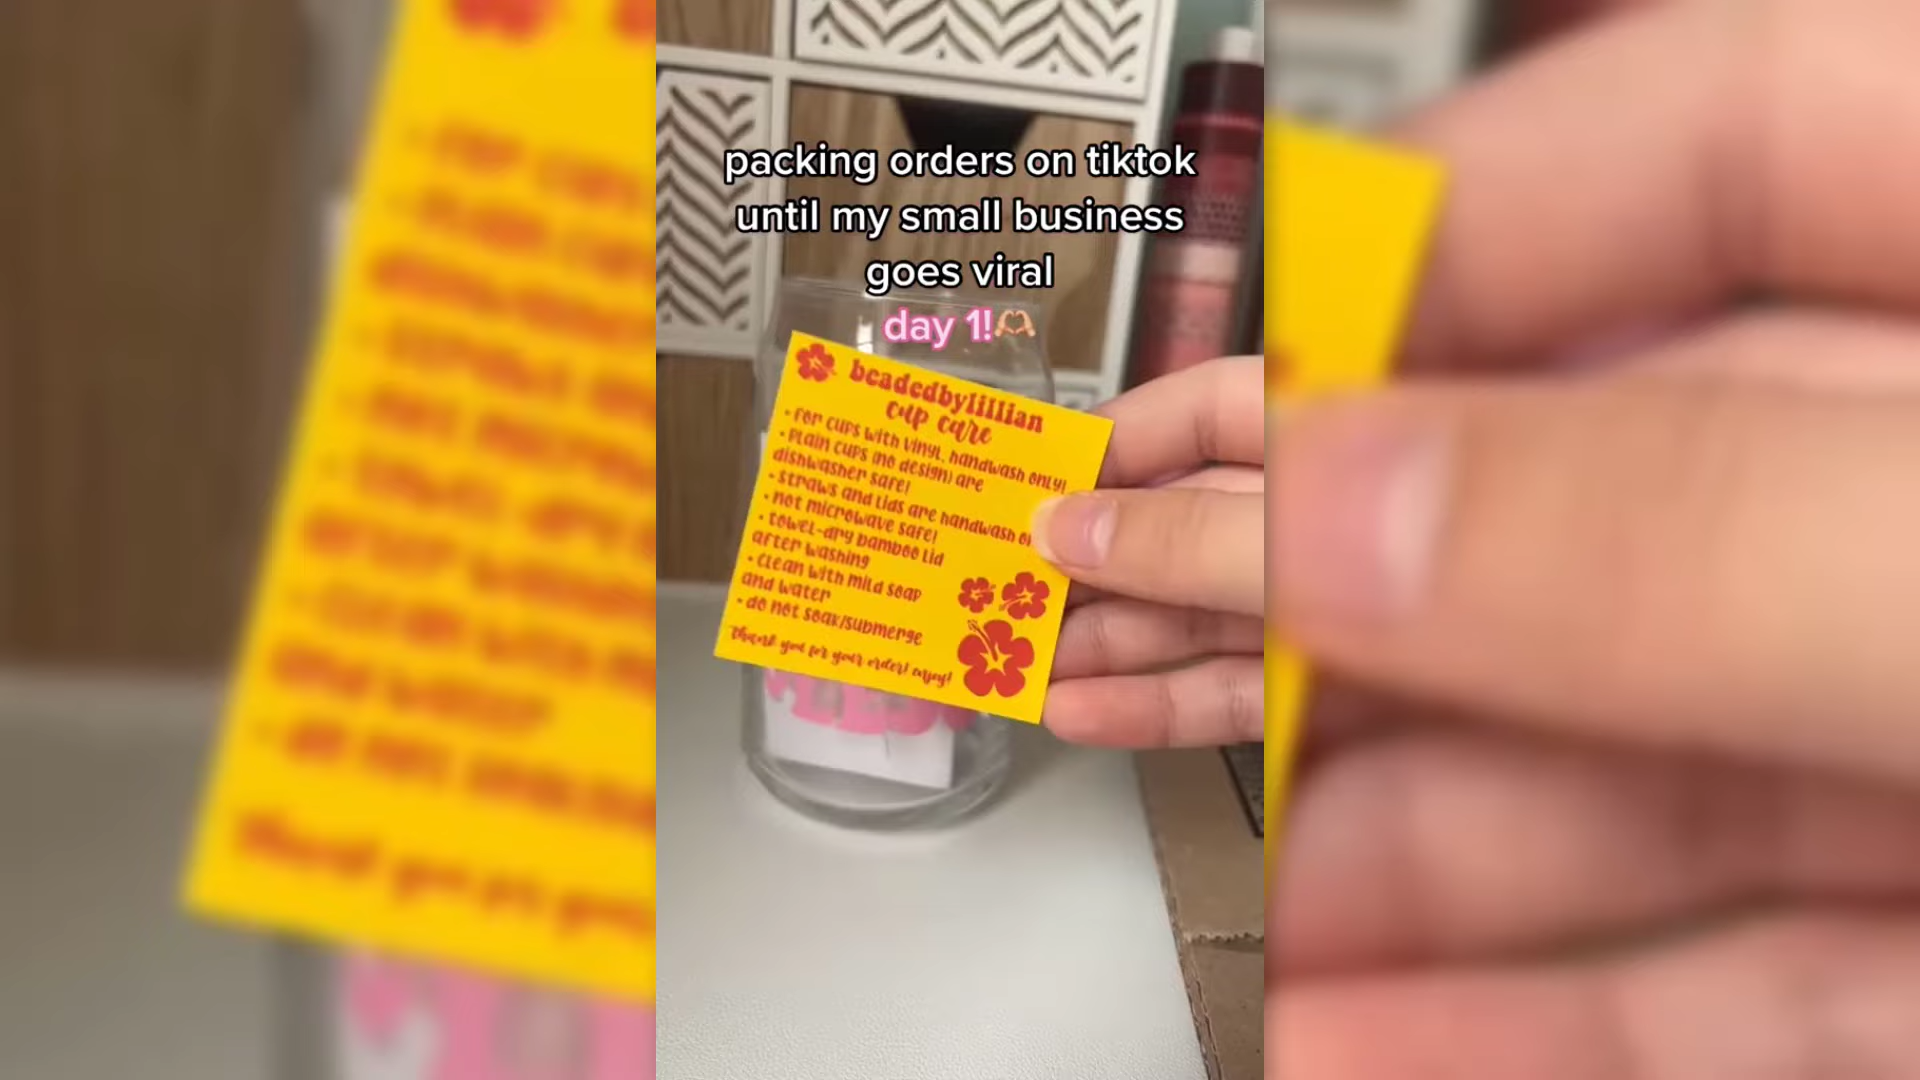 packing orders on tiktok
until my small business
goes viral
day 1!🫶🏼
beadedbylillian
cup care
• for cups with vinyl, handwash only!
• plain cups (no design) are
dishwasher safe!
• straws and lids are handwash
• not microwave safe!
• towel-dry bamboo lid
after washing
• clean with mild soap
and water
• do not soak/submerge
thank you for your order! enjoy!